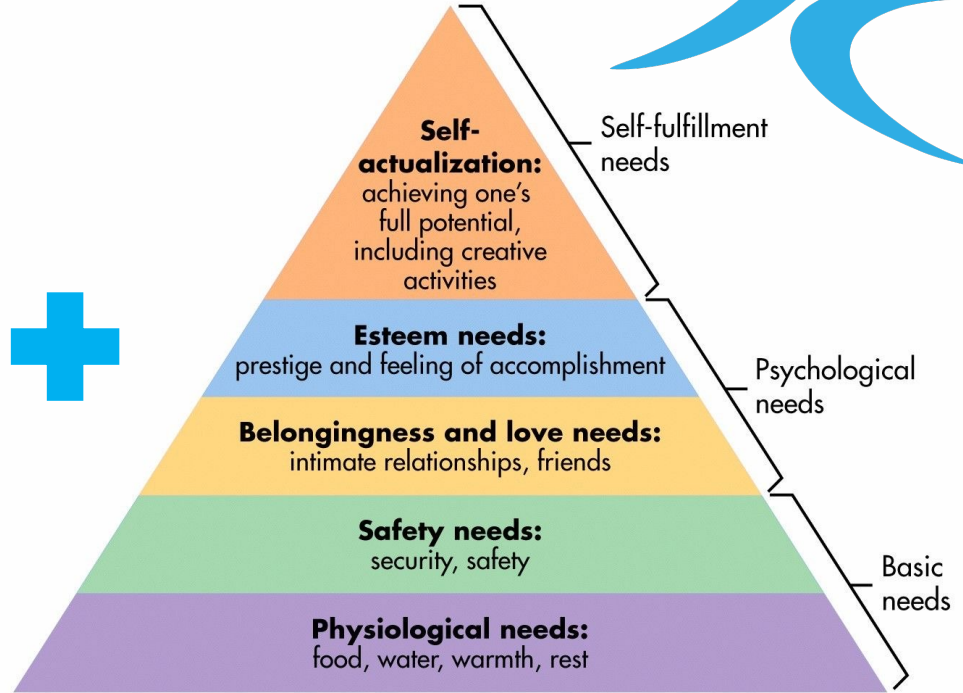 Self-
actualization:
achieving one's
full potential,
including creative
activities
Self-fulfillment
needs
Esteem needs:
prestige and feeling of accomplishment
Psychological
needs
Belongingness and love needs:
intimate relationships, friends
Safety needs:
security, safety
Basic
needs
Physiological needs:
food, water, warmth, rest